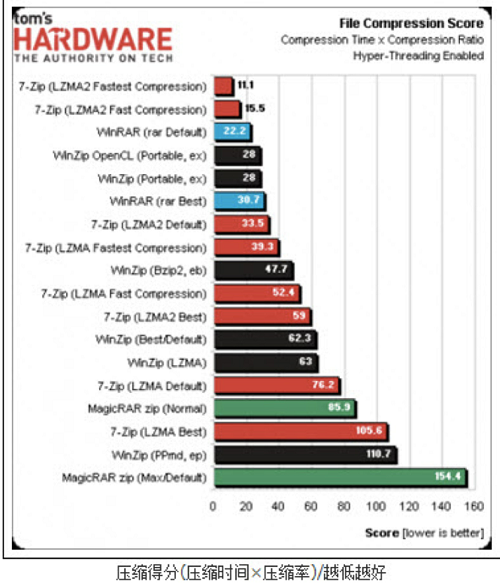 tom's
HARDWARE
THE AUTHORITY ON TECH
File Compression Score
Compression Time x Compression Ratio
Hyper-Threading Enabled
7-Zip (LZMA2 Fastest Compression) 11.1
7-Zip (LZMA2 Fast Compression) 15.5
WinRAR (rar Default) 22.2
WinZip OpenCL (Portable, ex) 28
WinZip (Portable, ex) 28
WinRAR (rar Best) 30.7
7-Zip (LZMA2 Default) 33.5
7-Zip (LZMA Fastest Compression) 39.3
WinZip (Bzip2, eb) 47.7
7-Zip (LZMA Fast Compression) 52.4
7-Zip (LZMA2 Best) 59
WinZip (Best/Default) 62.3
WinZip (LZMA) 63
7-Zip (LZMA Default) 76.2
MagicRAR zip (Normal) 85.9
7-Zip (LZMA Best) 105.6
WinZip (PPmd, ep) 110.7
MagicRAR zip (Max/Default) 154.4
0 20 40 60 80 100 120 140 160
Score [lower is better]
压缩得分(压缩时间×压缩率)/越低越好